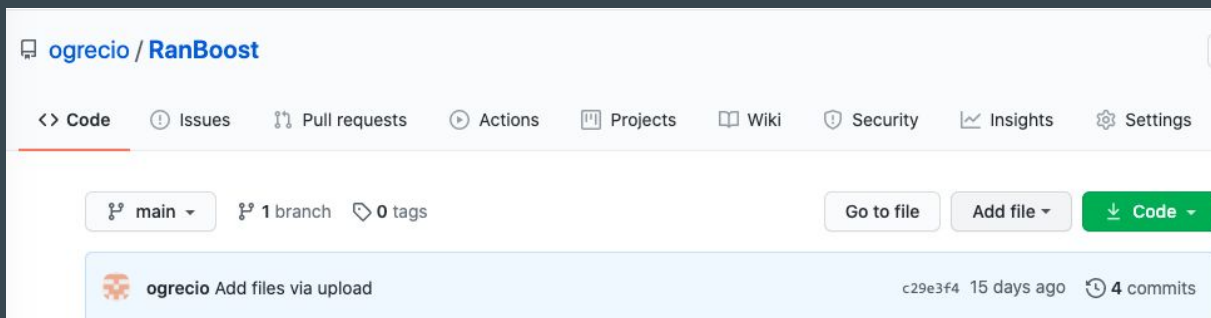 ogrecio / RanBoost
<> Code Issues Pull requests Actions Projects Wiki Security Insights Settings
main 1 branch 0 tags Go to file Add file Code
ogrecio Add files via upload c29e3f4 15 days ago 4 commits